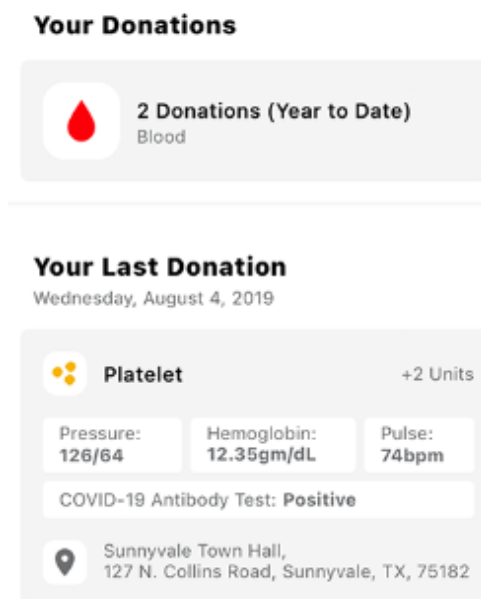 Your Donations
2 Donations (Year to Date)
Blood
Your Last Donation
Wednesday, August 4, 2019
Platelet
+2 Units
Pressure:
126/64
Hemoglobin:
12.35gm/dL
Pulse:
74bpm
COVID-19 Antibody Test: Positive
Sunnyvale Town Hall,
127 N. Collins Road, Sunnyvale, TX, 75182